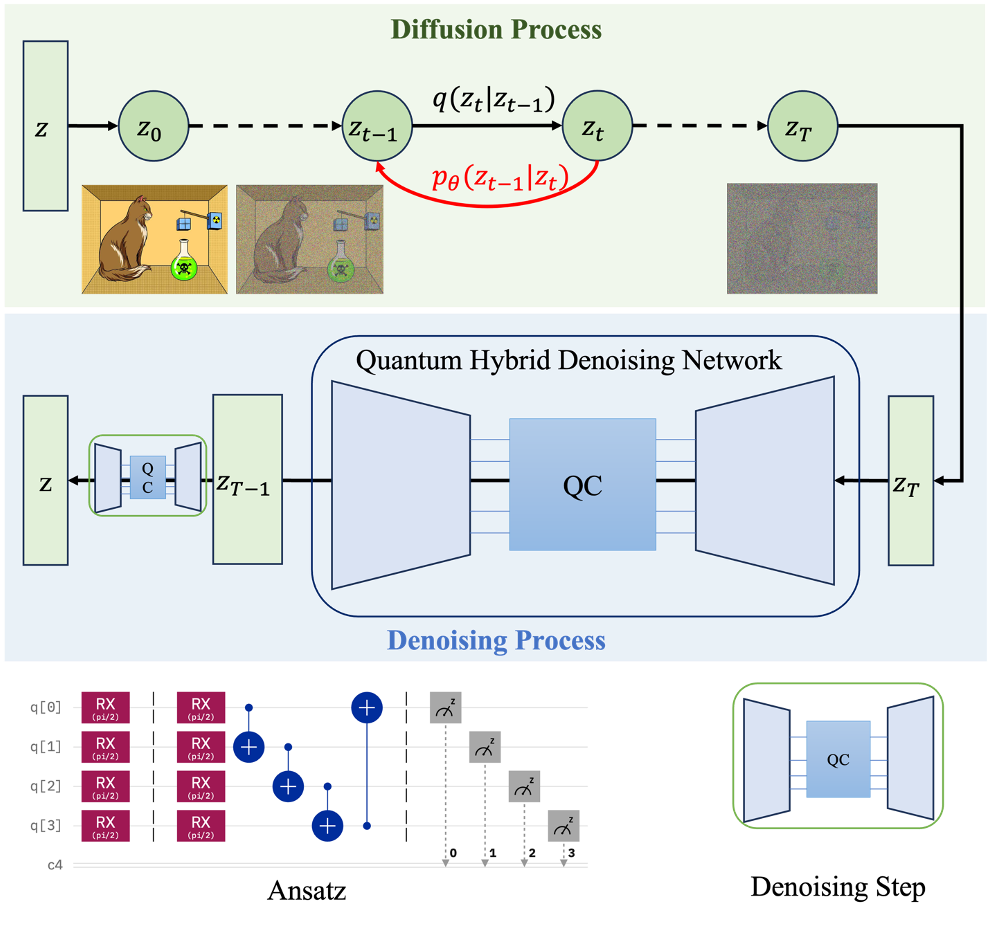 Diffusion Process
z
z_0
z_{t-1}
q(z_t|z_{t-1})
z_t
z_T
p_θ(z_{t-1}|z_t)
Quantum Hybrid Denoising Network
z
Q
C
z_{T-1}
QC
z_T
Denoising Process
q[0]
RX
(pi/2)
RX
(pi/2)
z
q[1]
RX
(pi/2)
RX
(pi/2)
z
q[2]
RX
(pi/2)
RX
(pi/2)
z
q[3]
RX
(pi/2)
RX
(pi/2)
z
c4
0
1
2
3
Ansatz
QC
Denoising Step